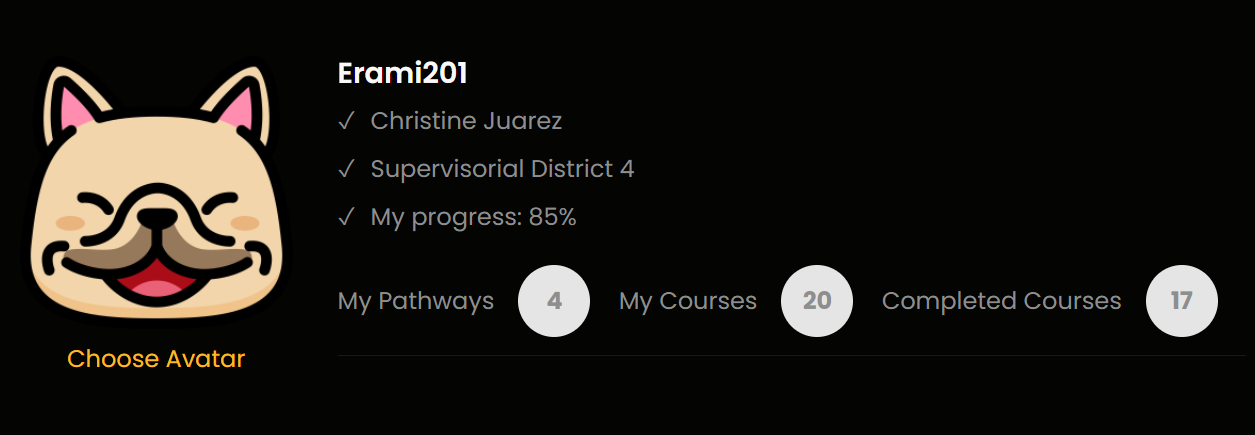 Erami201
✓ Christine Juarez
✓ Supervisorial District 4
✓ My progress: 85%
My Pathways 4 My Courses 20 Completed Courses 17
Choose Avatar